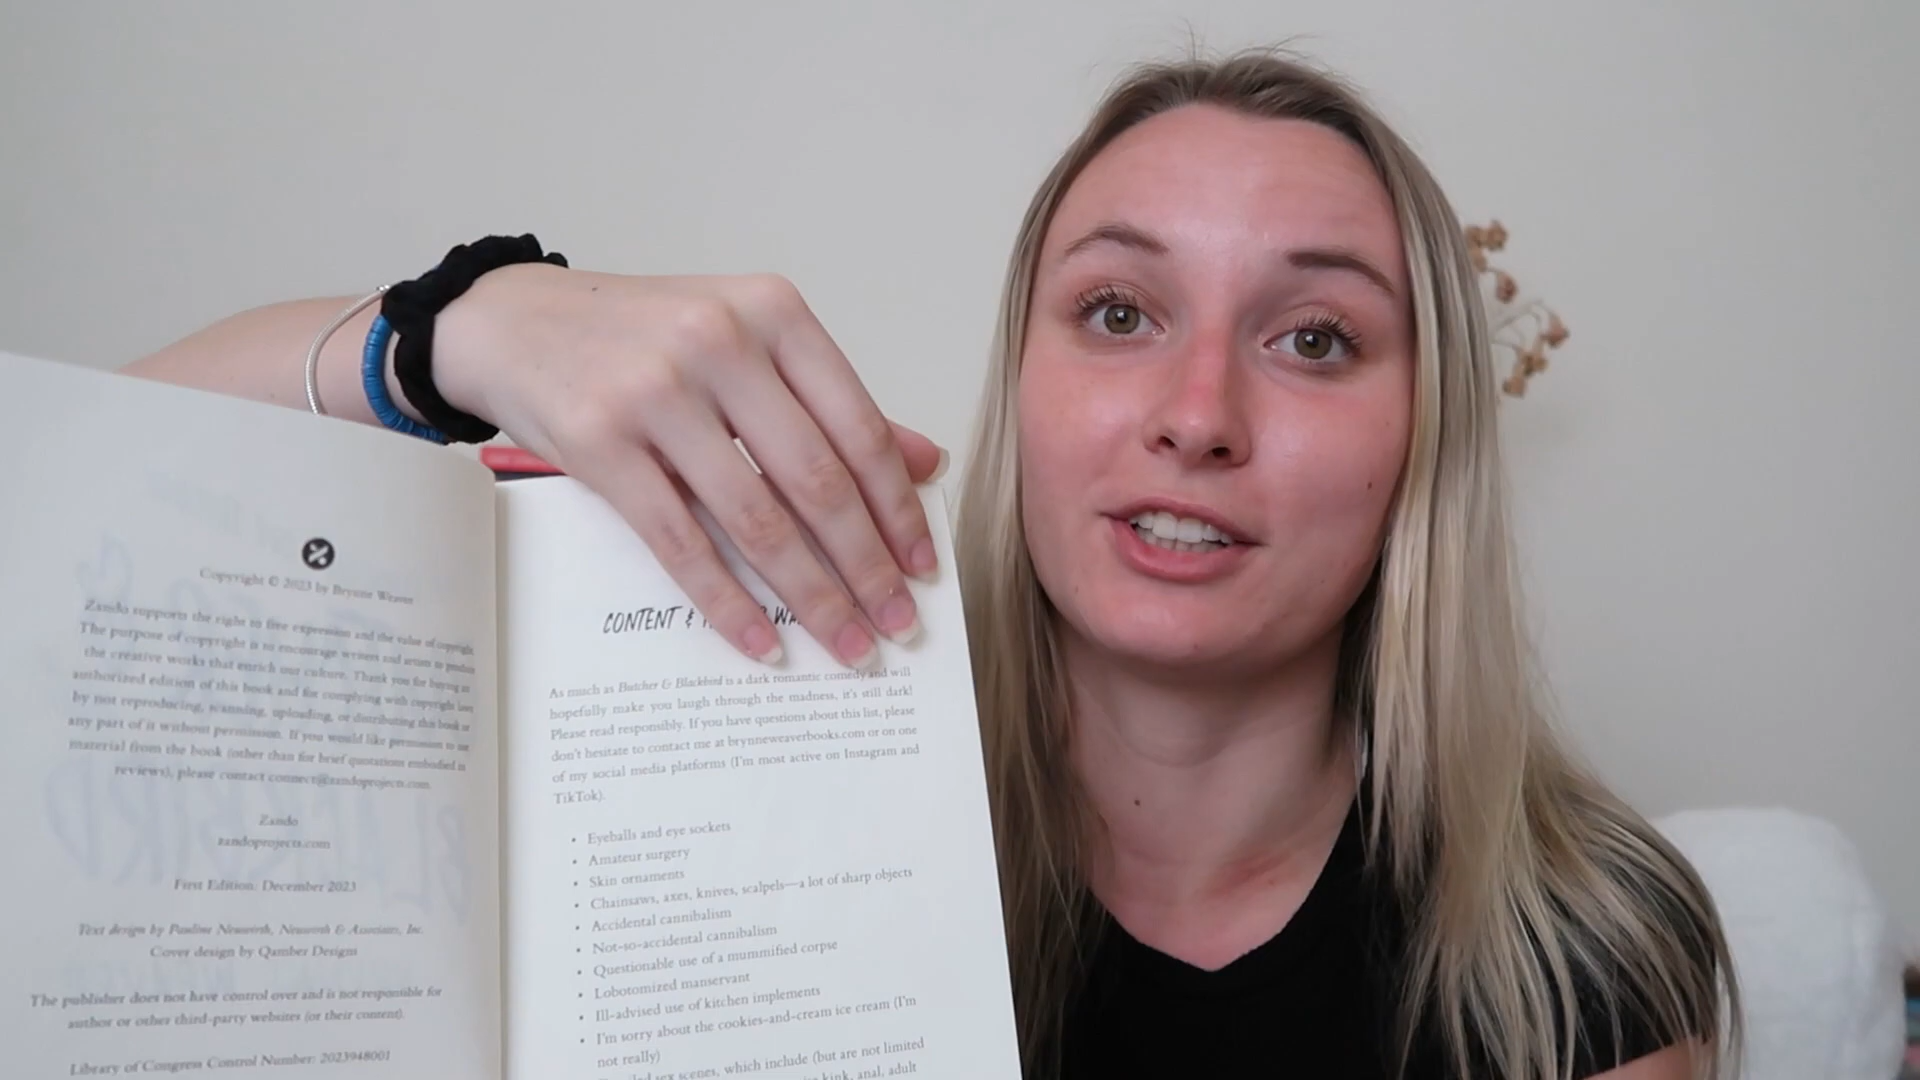 Copyright © 2023 by Brynne Weaver
Zando supports the right to free expression and the value of copyright.
The purpose of copyright is to encourage writers and artists to produce
the creative works that enrich our culture. Thank you for buying an
authorized edition of this book and for complying with copyright laws
by not reproducing, scanning, uploading, or distributing this book or
any part of it without permission. If you would like permission to use
material from the book (other than for brief quotations embodied in
reviews), please contact connect@zandoprojects.com.
Zando
zandoprojects.com
First Edition: December 2023
Text design by Pauline Neuwirth, Neuwirth & Associates, Inc.
Cover design by Qamber Designs
The publisher does not have control over and is not responsible for
author or other third-party websites (or their content).
Library of Congress Control Number: 2023948001
CONTENT &
As much as Butcher & Blackbird is a dark romantic comedy and will
hopefully make you laugh through the madness, it's still dark!
Please read responsibly. If you have questions about this list, please
don't hesitate to contact me at brynneweaverbooks.com or on one
of my social media platforms (I'm most active on Instagram and
TikTok).
• Eyeballs and eye sockets
• Amateur surgery
• Skin ornaments
• Chainsaws, axes, knives, scalpels—a lot of sharp objects
• Accidental cannibalism
• Not-so-accidental cannibalism
• Questionable use of a mummified corpse
• Lobotomized manservant
• Ill-advised use of kitchen implements
• I'm sorry about the cookies-and-cream ice cream (I'm
not really)
sex scenes, which include (but are not limited
kink, anal, adult